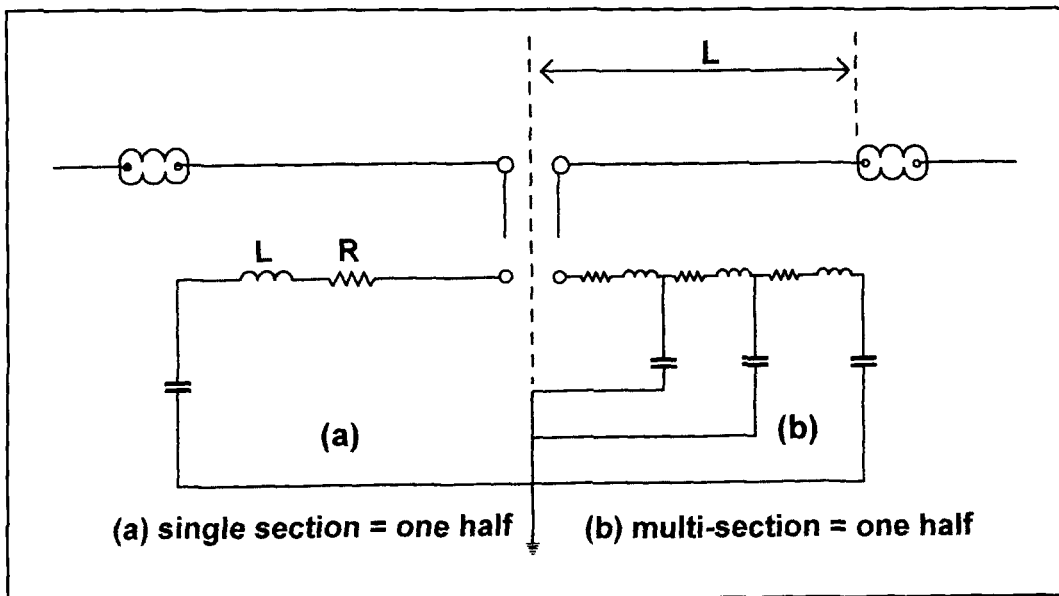 L
L R
(a) (b)
(a) single section = one half (b) multi-section = one half